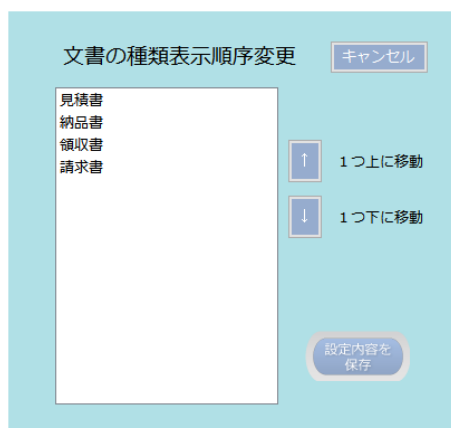 文書の種類表示順序変更
キャンセル
見積書
納品書
領収書
請求書
↑
１つ上に移動
↓
１つ下に移動
設定内容を
保存